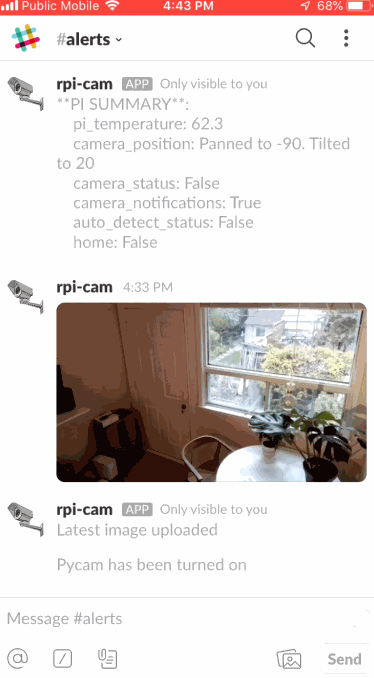 Public Mobile 4:43 PM 68%
#alerts
rpi-cam APP Only visible to you
**PI SUMMARY**:
pi_temperature: 62.3
camera_position: Panned to -90. Tilted
to 20
camera_status: False
camera_notifications: True
auto_detect_status: False
home: False
rpi-cam 4:33 PM
rpi-cam APP Only visible to you
Latest image uploaded
Pycam has been turned on
Message #alerts
Send